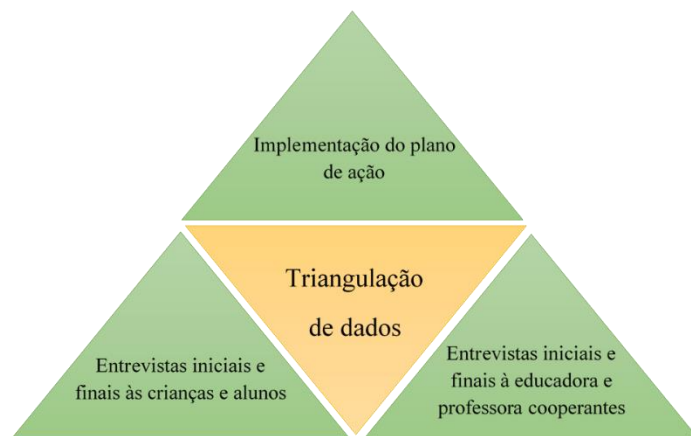 Implementação do plano
de ação
Triangulação
de dados
Entrevistas iniciais e
finais às crianças e alunos
Entrevistas iniciais e
finais à educadora e
professora cooperantes